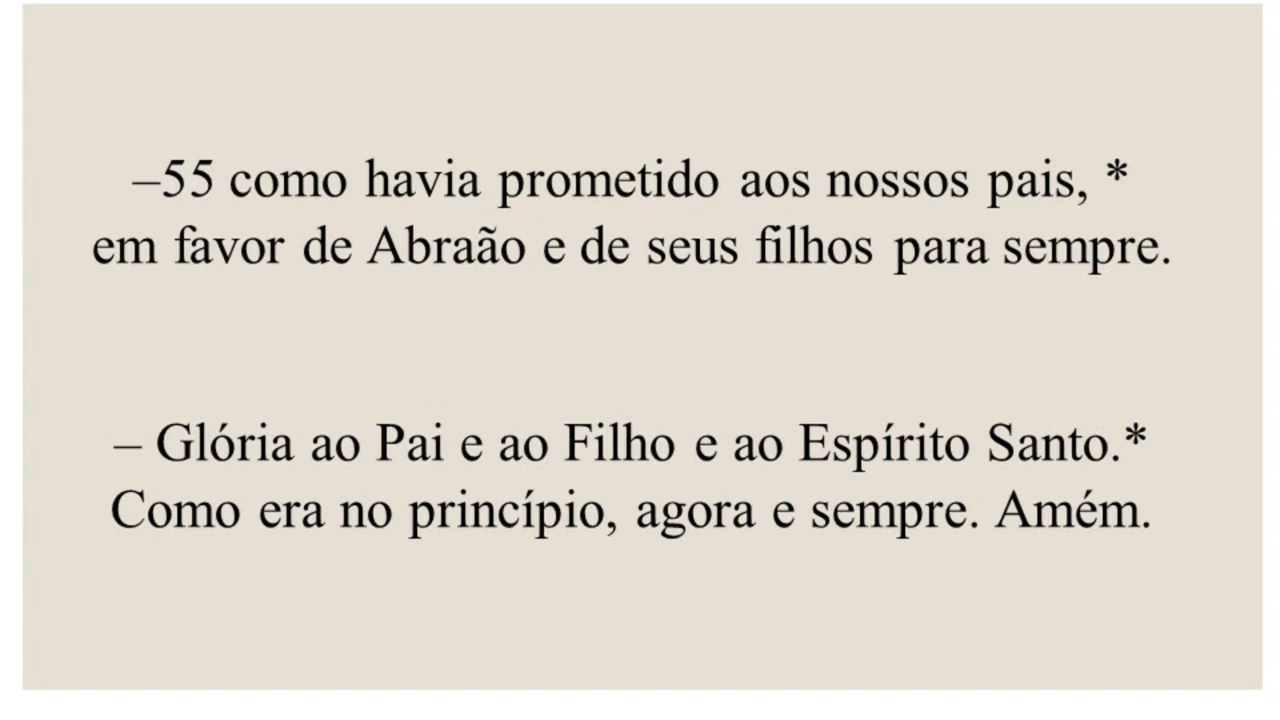 –55 como havia prometido aos nossos pais, *
em favor de Abraão e de seus filhos para sempre.
– Glória ao Pai e ao Filho e ao Espírito Santo.*
Como era no princípio, agora e sempre. Amém.